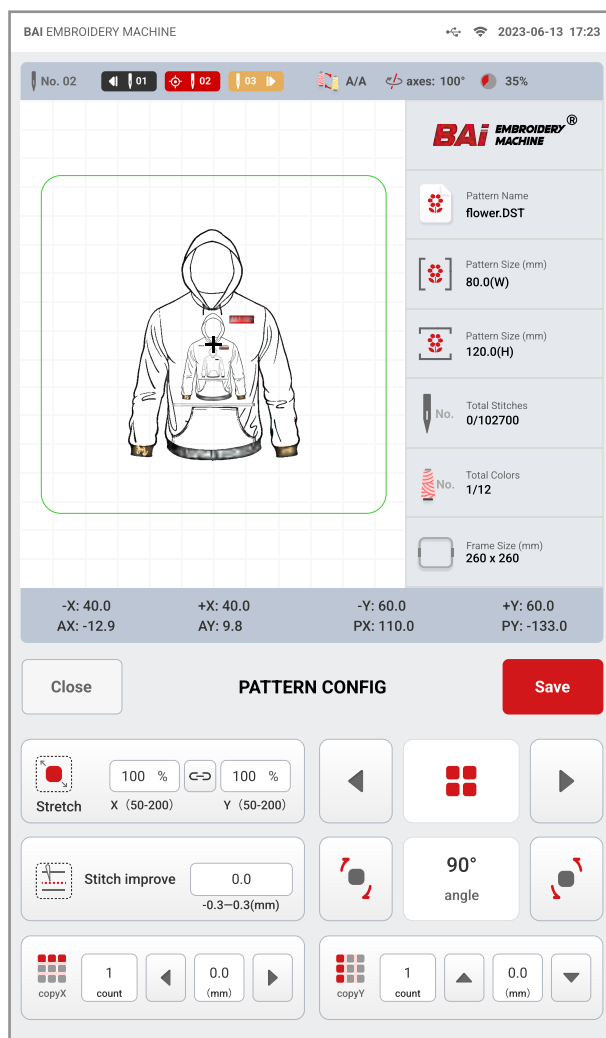 BAI EMBROIDERY MACHINE
2023-06-13 17:23
No. 02
01
02
03
A/A
axes: 100°
35%
BAi EMBROIDERY MACHINE ®
Pattern Name
flower.DST
Pattern Size (mm)
80.0(W)
Pattern Size (mm)
120.0(H)
No.
Total Stitches
0/102700
No.
Total Colors
1/12
Frame Size (mm)
260 x 260
-X: 40.0
+X: 40.0
-Y: 60.0
+Y: 60.0
AX: -12.9
AY: 9.8
PX: 110.0
PY: -133.0
Close
PATTERN CONFIG
Save
Stretch
100 %
100 %
X (50-200)
Y (50-200)
Stitch improve
0.0
-0.3—0.3(mm)
90°
angle
copyX
1
count
0.0
(mm)
copyY
1
count
0.0
(mm)